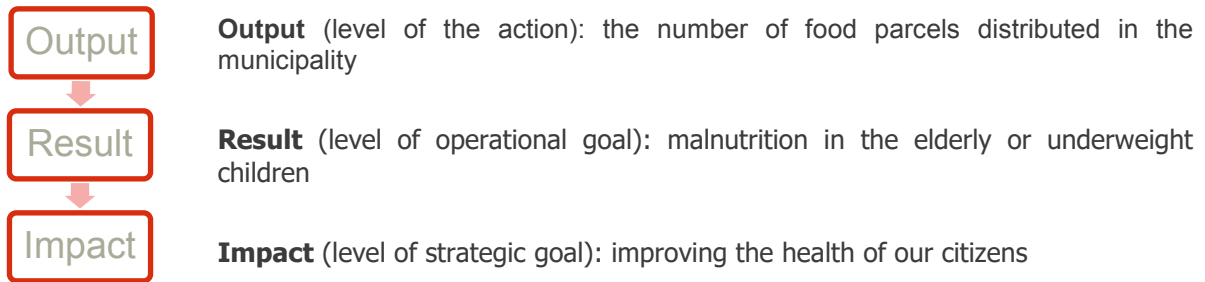 Output
Output (level of the action): the number of food parcels distributed in the
municipality
Result
Result (level of operational goal): malnutrition in the elderly or underweight
children
Impact
Impact (level of strategic goal): improving the health of our citizens